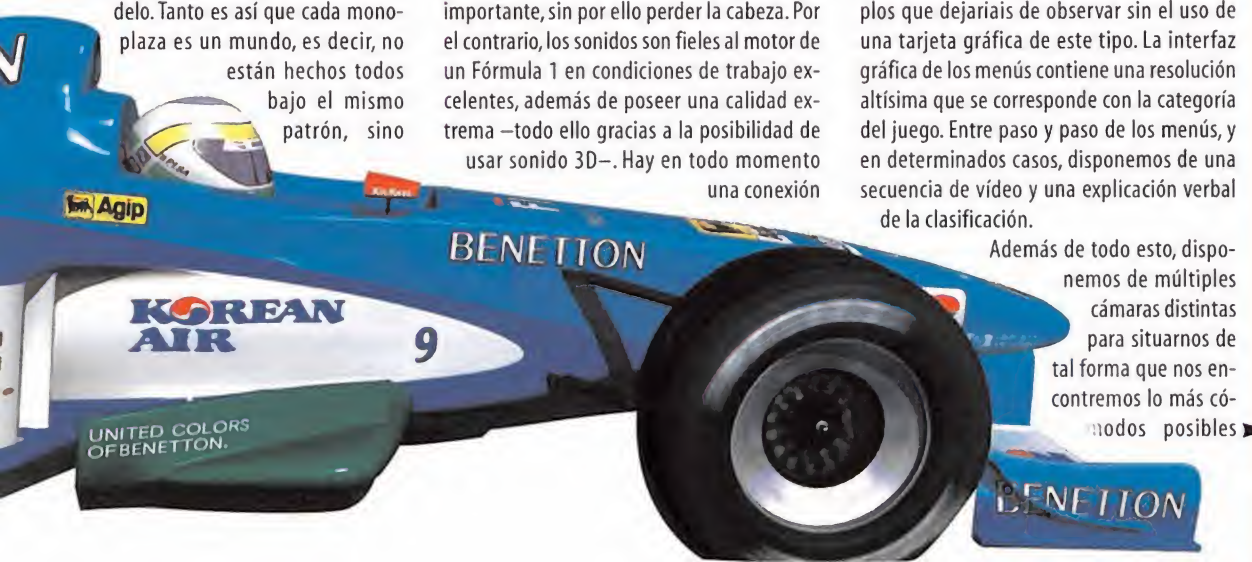 delo. Tanto es así que cada mono-
plaza es un mundo, es decir, no
están hechos todos
bajo el mismo
patrón, sino
importante, sin por ello perder la cabeza. Por
el contrario, los sonidos son fieles al motor de
un Fórmula 1 en condiciones de trabajo ex-
celentes, además de poseer una calidad ex-
trema –todo ello gracias a la posibilidad de
usar sonido 3D–. Hay en todo momento
una conexión
plos que dejariais de observar sin el uso de
una tarjeta gráfica de este tipo. La interfaz
gráfica de los menús contiene una resolución
altísima que se corresponde con la categoría
del juego. Entre paso y paso de los menús, y
en determinados casos, disponemos de una
secuencia de vídeo y una explicación verbal
de la clasificación.
Además de todo esto, dispo-
nemos de múltiples
cámaras distintas
para situarnos de
tal forma que nos en-
contremos lo más có-
modos posibles
Agip
BENETTON
KOREAN
AIR
9
UNITED COLORS
OF BENETTON.
BENETTON